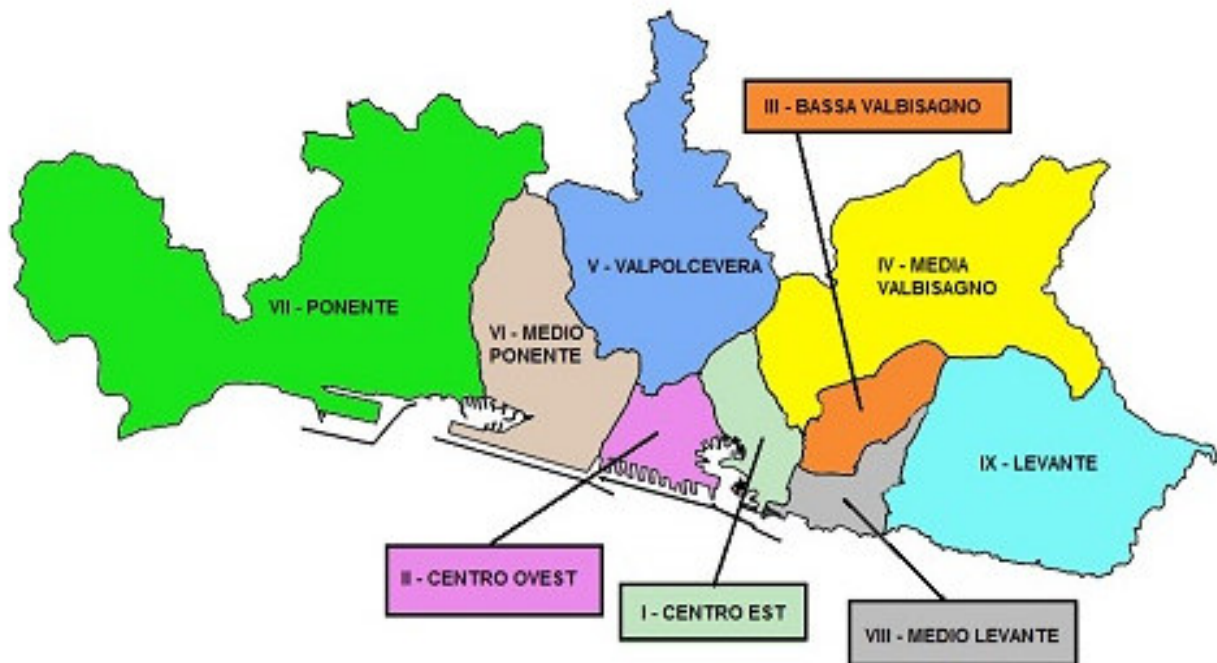 III - BASSA VALBISAGNO
V - VALPOLCEVERA
IV - MEDIA
VALBISAGNO
VII - PONENTE
VI - MEDIO
PONENTE
IX - LEVANTE
II - CENTRO OVEST
I - CENTRO EST
VIII - MEDIO LEVANTE